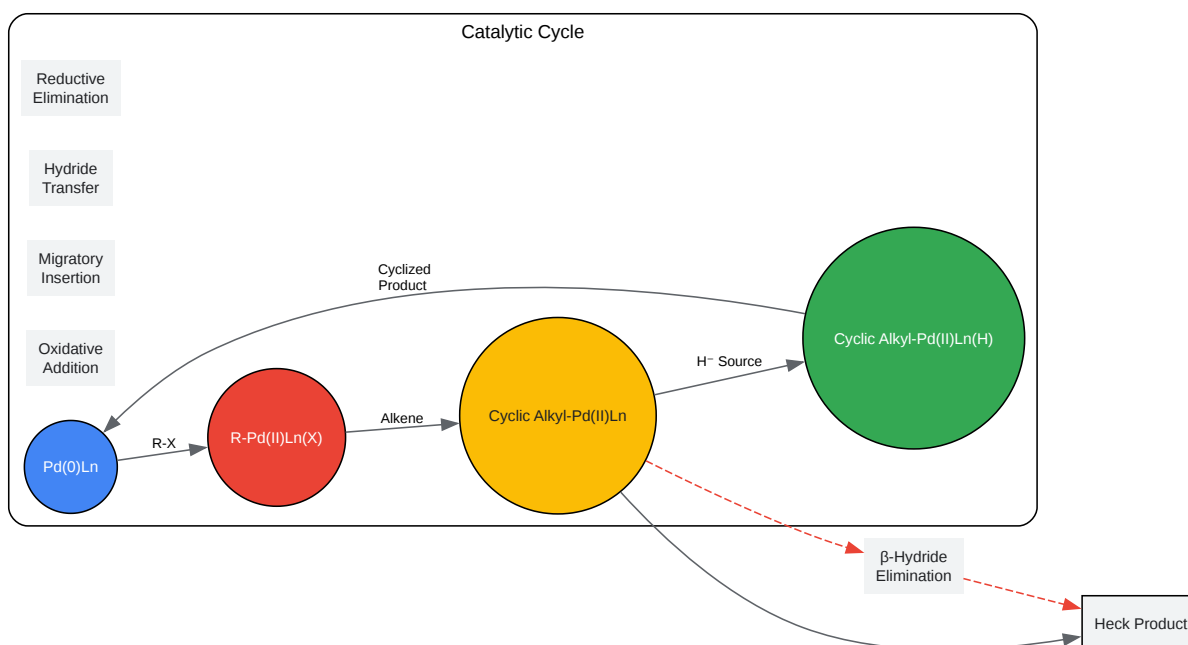 Catalytic Cycle
Reductive
Elimination
Hydride
Transfer
Migratory
Insertion
Oxidative
Addition
Cyclized
Product
Cyclic Alkyl-Pd(II)Ln(H)
H⁻ Source
Cyclic Alkyl-Pd(II)Ln
Alkene
R-Pd(II)Ln(X)
R-X
Pd(0)Ln
β-Hydride
Elimination
Heck Product